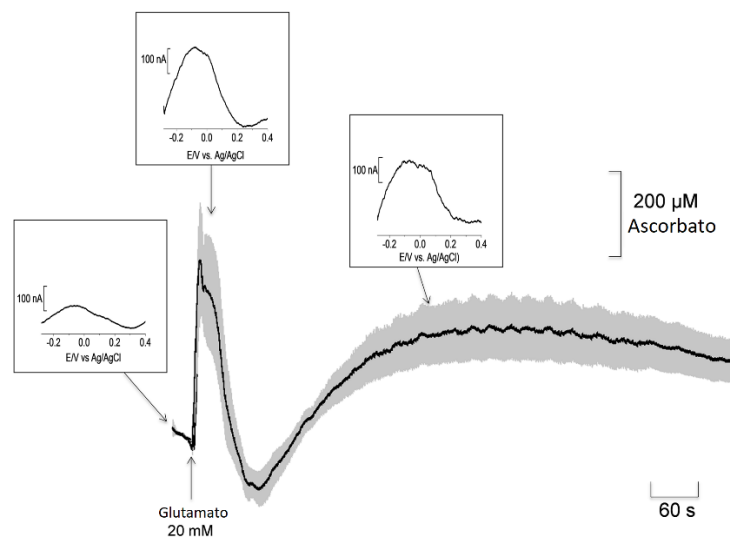 100 nA
-0.2 0.0 0.2 0.4
E/V vs. Ag/AgCl
100 nA
-0.2 0.0 0.2 0.4
E/V vs. Ag/AgCl)
200 µM
Ascorbato
100 nA
-0.2 0.0 0.2 0.4
E/V vs Ag/AgCl
Glutamato
20 mM
60 s